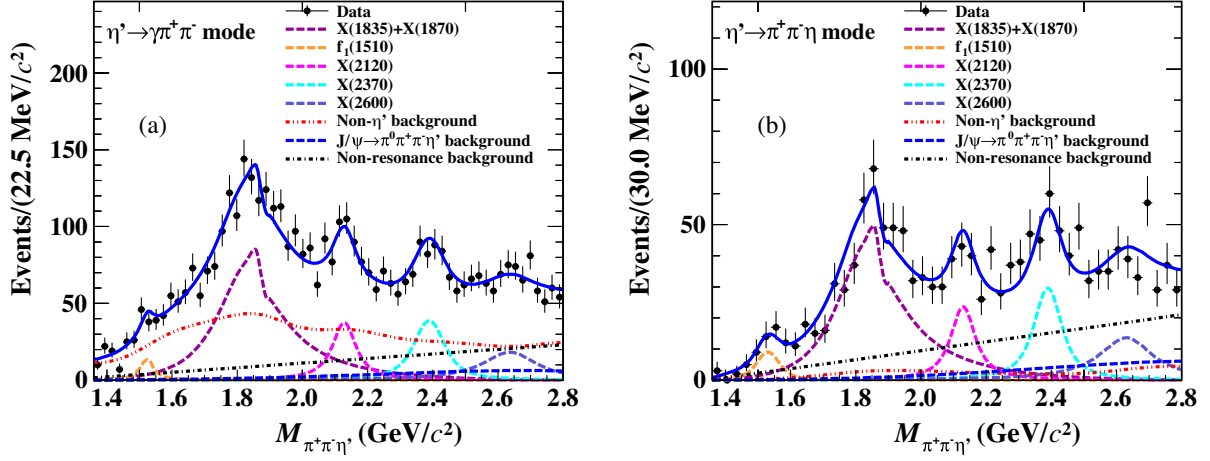 η'→γπ⁺π⁻ mode
(a)
Data
X(1835)+X(1870)
f₁(1510)
X(2120)
X(2370)
X(2600)
Non-η' background
J/ψ→π⁰π⁺π⁻η' background
Non-resonance background
Events/(22.5 MeV/c²)
200
150
100
50
0
1.4 1.6 1.8 2 2.2 2.4 2.6 2.8
M_π⁺π⁻η' (GeV/c²)
η'→π⁺π⁻η mode
(b)
Data
X(1835)+X(1870)
f₁(1510)
X(2120)
X(2370)
X(2600)
Non-η' background
J/ψ→π⁰π⁺π⁻η' background
Non-resonance background
Events/(30.0 MeV/c²)
100
50
0
1.4 1.6 1.8 2 2.2 2.4 2.6 2.8
M_π⁺π⁻η' (GeV/c²)